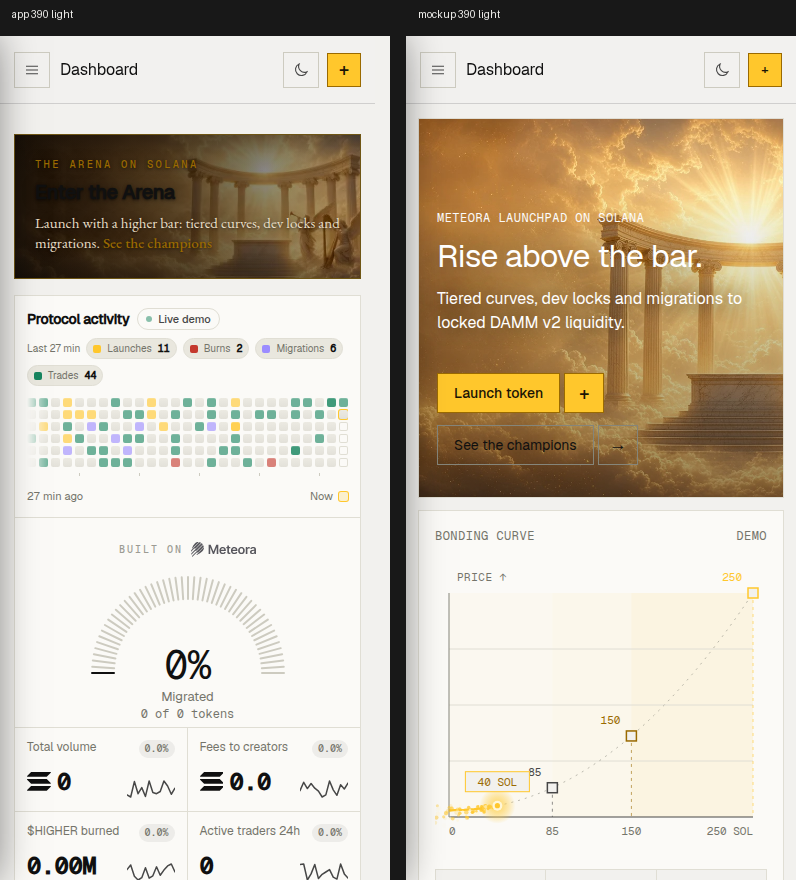 app 390 light
Dashboard
+
THE ARENA ON SOLANA
Enter the Arena
Launch with a higher bar: tiered curves, dev locks and
migrations. See the champions
Protocol activity
Live demo
Last 27 min
Launches 11
Burns 2
Migrations 6
Trades 44
27 min ago
Now
BUILT ON Meteora
0%
Migrated
0 of 0 tokens
Total volume 0.0%
0
Fees to creators 0.0%
0.0
$HIGHER burned 0.0%
0.00M
Active traders 24h 0.0%
0
mockup 390 light
Dashboard
+
METEORA LAUNCHPAD ON SOLANA
Rise above the bar.
Tiered curves, dev locks and migrations to
locked DAMM v2 liquidity.
Launch token +
See the champions →
BONDING CURVE DEMO
PRICE ↑ 250
150
85
40 SOL
0 85 150 250 SOL